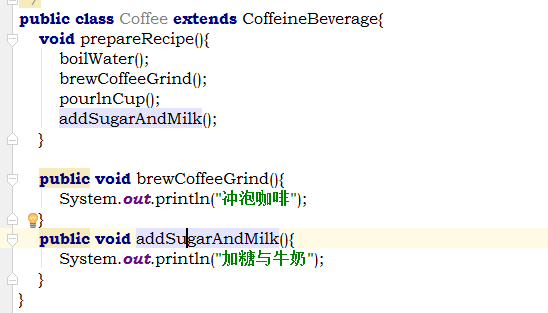 */
public class Coffee extends CoffeineBeverage{
    void prepareRecipe(){
        boilWater();
        brewCoffeeGrind();
        pourlnCup();
        addSugarAndMilk();
    }

    public void brewCoffeeGrind(){
        System.out.println("冲泡咖啡");
    }
    public void addSugarAndMilk(){
        System.out.println("加糖与牛奶");
    }
}